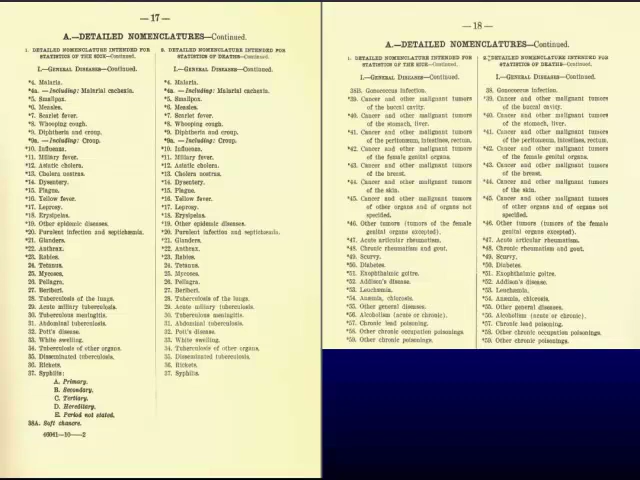 — 17 —
A.—DETAILED NOMENCLATURES—Continued.
1. DETAILED NOMENCLATURE INTENDED FOR
STATISTICS OF THE SICK—Continued.
I.—GENERAL DISEASES—Continued.
*4. Malaria.
*4a. —Including: Malarial cachexia.
*5. Smallpox.
*6. Measles.
*7. Scarlet fever.
*8. Whooping cough.
*9. Diphtheria and croup.
*9a. —Including: Croup.
*10. Influenza.
*11. Miliary fever.
*12. Asiatic cholera.
*13. Cholera nostras.
*14. Dysentery.
*15. Plague.
*16. Yellow fever.
*17. Leprosy.
*18. Erysipelas.
*19. Other epidemic diseases.
*20. Purulent infection and septichæmia.
*21. Glanders.
*22. Anthrax.
*23. Rabies.
24. Tetanus.
25. Mycoses.
26. Pellagra.
27. Beriberi.
28. Tuberculosis of the lungs.
29. Acute miliary tuberculosis.
30. Tuberculous meningitis.
31. Abdominal tuberculosis.
32. Pott's disease.
33. White swelling.
34. Tuberculosis of other organs.
35. Disseminated tuberculosis.
36. Rickets.
37. Syphilis:
A. Primary.
B. Secondary.
C. Tertiary.
D. Hereditary.
E. Period not stated.
38A. Soft chancre.
46041—10——2
2. DETAILED NOMENCLATURE INTENDED FOR
STATISTICS OF DEATHS—Continued.
I.—GENERAL DISEASES—Continued.
*4. Malaria.
*4a. —Including: Malarial cachexia.
*5. Smallpox.
*6. Measles.
*7. Scarlet fever.
*8. Whooping cough.
*9. Diphtheria and croup.
*9a. —Including: Croup.
*10. Influenza.
*11. Miliary fever.
*12. Asiatic cholera.
*13. Cholera nostras.
*14. Dysentery.
*15. Plague.
*16. Yellow fever.
*17. Leprosy.
*18. Erysipelas.
*19. Other epidemic diseases.
*20. Purulent infection and septichæmia.
*21. Glanders.
*22. Anthrax.
*23. Rabies.
24. Tetanus.
25. Mycoses.
26. Pellagra.
27. Beriberi.
28. Tuberculosis of the lungs.
29. Acute miliary tuberculosis.
30. Tuberculous meningitis.
31. Abdominal tuberculosis.
32. Pott's disease.
33. White swelling.
34. Tuberculosis of other organs.
35. Disseminated tuberculosis.
36. Rickets.
37. Syphilis.
— 18 —
A.—DETAILED NOMENCLATURES—Continued.
1. DETAILED NOMENCLATURE INTENDED FOR
STATISTICS OF THE SICK—Continued.
I.—GENERAL DISEASES—Continued.
38B. Gonococcus infection.
*39. Cancer and other malignant tumors
of the buccal cavity.
*40. Cancer and other malignant tumors
of the stomach, liver.
*41. Cancer and other malignant tumors
of the peritonæum, intestines, rectum.
*42. Cancer and other malignant tumors
of the female genital organs.
*43. Cancer and other malignant tumors
of the breast.
*44. Cancer and other malignant tumors
of the skin.
*45. Cancer and other malignant tumors
of other organs and of organs not
specified.
*46. Other tumors (tumors of the female
genital organs excepted).
*47. Acute articular rheumatism.
*48. Chronic rheumatism and gout.
*49. Scurvy.
*50. Diabetes.
*51. Exophthalmic goitre.
*52. Addison's disease.
*53. Leuchæmia.
*54. Anæmia, chlorosis.
*55. Other general diseases.
*56. Alcoholism (acute or chronic).
*57. Chronic lead poisoning.
*58. Other chronic occupation poisonings.
*59. Other chronic poisonings.
2. DETAILED NOMENCLATURE INTENDED FOR
STATISTICS OF DEATHS—Continued.
I.—GENERAL DISEASES—Continued.
38. Gonococcus infection.
*39. Cancer and other malignant tumors
of the buccal cavity.
*40. Cancer and other malignant tumors
of the stomach, liver.
*41. Cancer and other malignant tumors
of the peritonæum, intestines, rectum.
*42. Cancer and other malignant tumors
of the female genital organs.
*43. Cancer and other malignant tumors
of the breast.
*44. Cancer and other malignant tumors
of the skin.
*45. Cancer and other malignant tumors
of other organs and of organs not
specified.
*46. Other tumors (tumors of the female
genital organs excepted).
*47. Acute articular rheumatism.
*48. Chronic rheumatism and gout.
*49. Scurvy.
*50. Diabetes.
*51. Exophthalmic goitre.
*52. Addison's disease.
*53. Leuchæmia.
*54. Anæmia, chlorosis.
*55. Other general diseases.
*56. Alcoholism (acute or chronic).
*57. Chronic lead poisoning.
*58. Other chronic occupation poisonings.
*59. Other chronic poisonings.